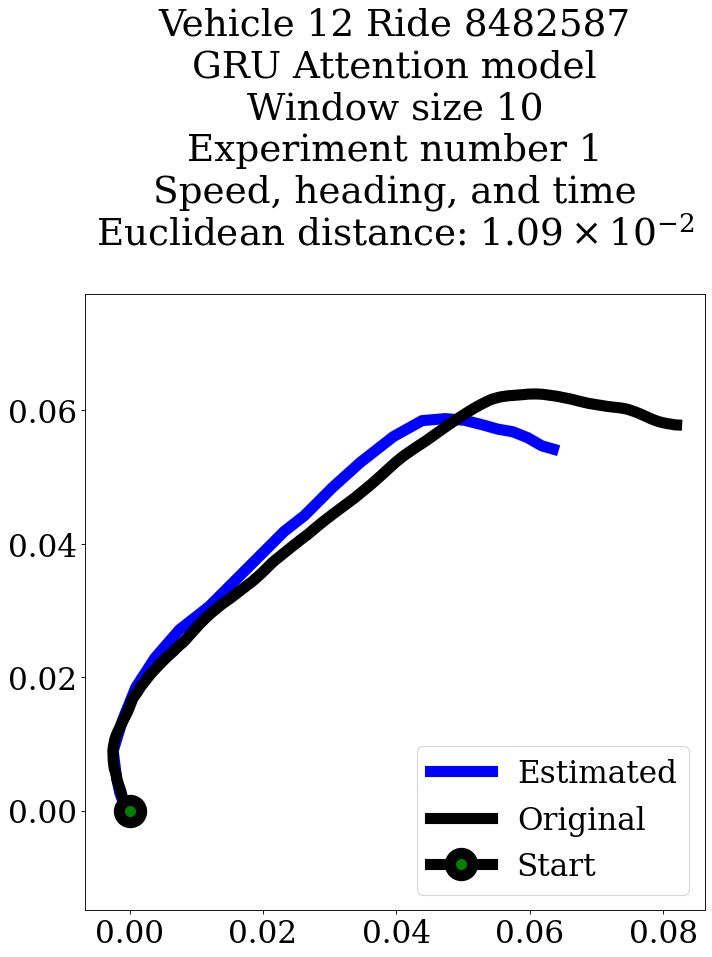 Vehicle 12 Ride 8482587
GRU Attention model
Window size 10
Experiment number 1
Speed, heading, and time
Euclidean distance: 1.09 × 10⁻²
0.06
0.04
0.02
0.00
Estimated
Original
Start
0.00 0.02 0.04 0.06 0.08